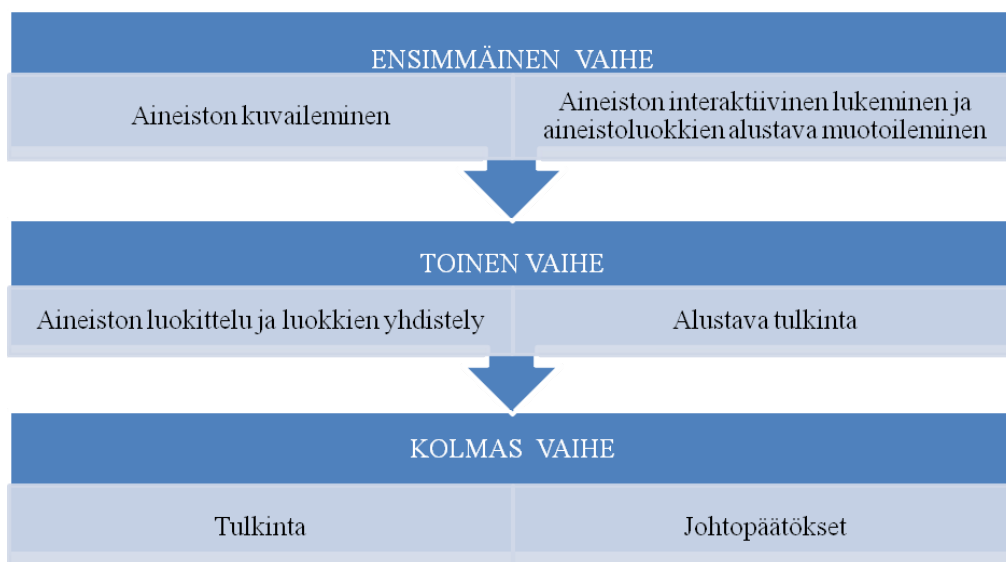 ENSIMMÄINEN VAIHE
Aineiston kuvaileminen
Aineiston interaktiivinen lukeminen ja
aineistoluokkien alustava muotoileminen
TOINEN VAIHE
Aineiston luokittelu ja luokkien yhdistely
Alustava tulkinta
KOLMAS VAIHE
Tulkinta
Johtopäätökset